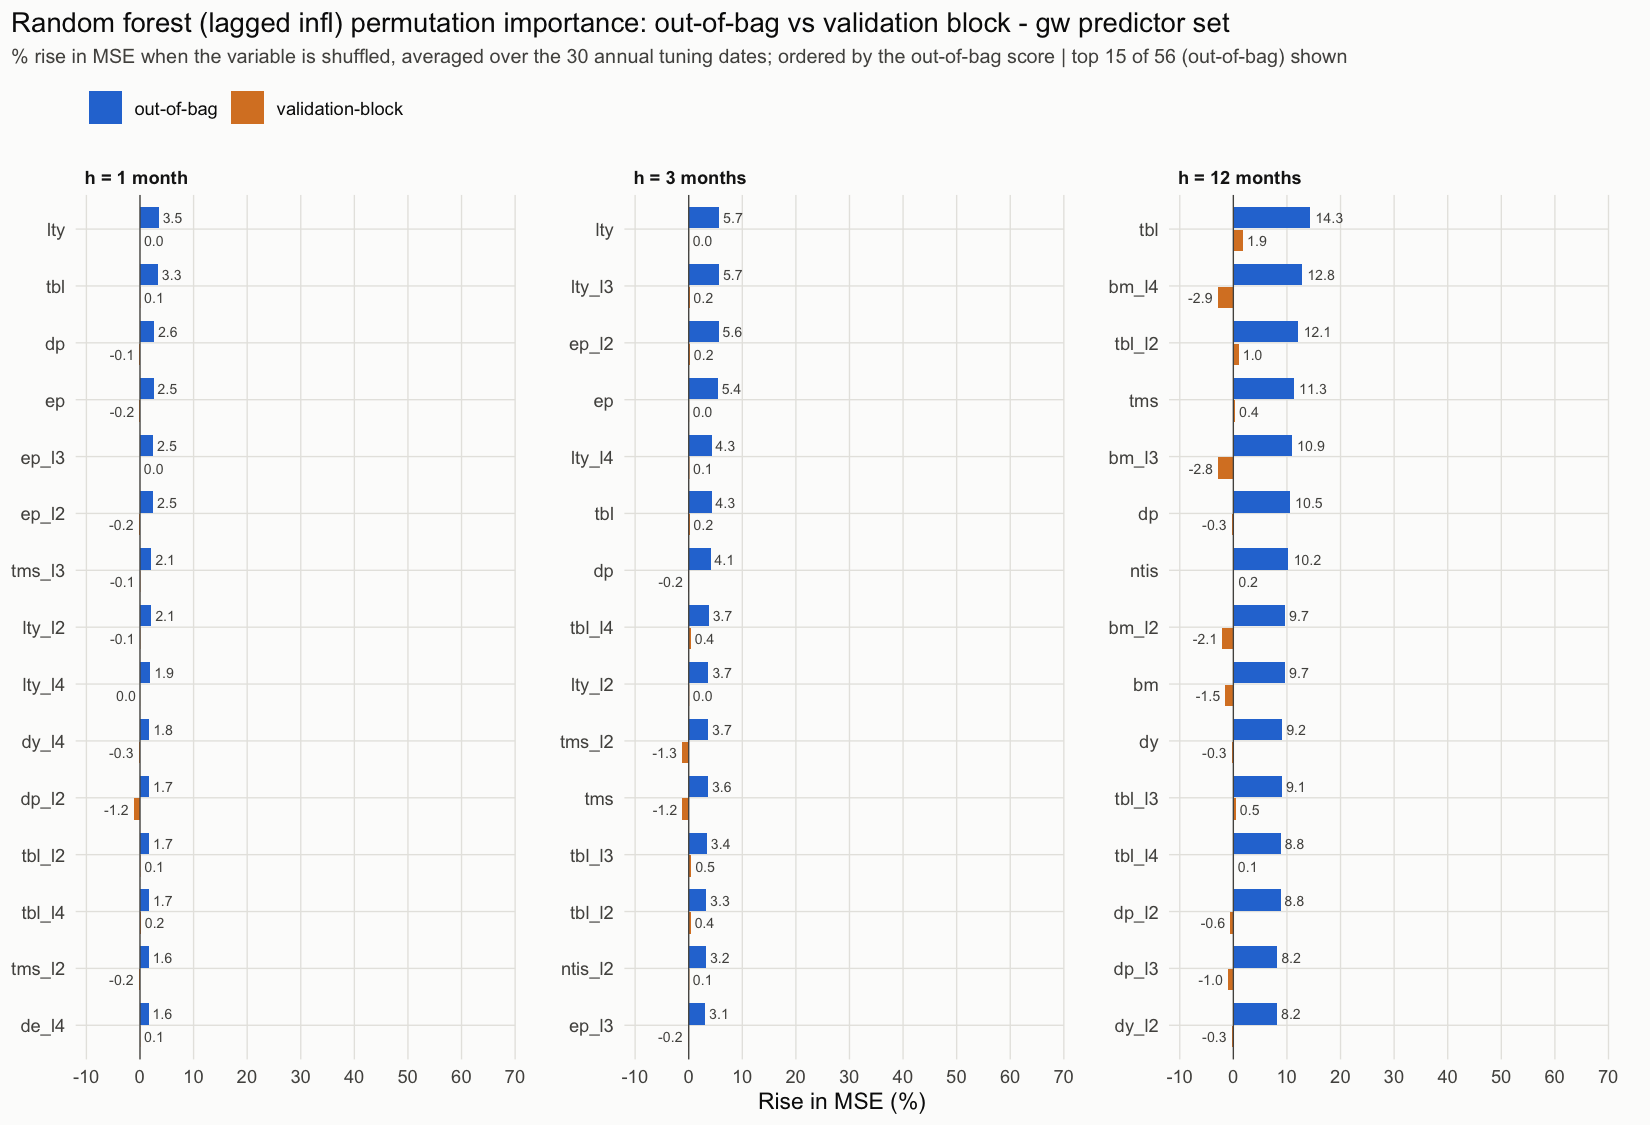 Random forest (lagged infl) permutation importance: out-of-bag vs validation block - gw predictor set
% rise in MSE when the variable is shuffled, averaged over the 30 annual tuning dates; ordered by the out-of-bag score | top 15 of 56 (out-of-bag) shown
out-of-bag validation-block
h = 1 month
lty 3.5 0.0
tbl 3.3 0.1
dp 2.6 -0.1
ep 2.5 -0.2
ep_l3 2.5 0.0
ep_l2 2.5 -0.2
tms_l3 2.1 -0.1
lty_l2 2.1 -0.1
lty_l4 1.9 0.0
dy_l4 1.8 -0.3
dp_l2 1.7 -1.2
tbl_l2 1.7 0.1
tbl_l4 1.7 0.2
tms_l2 1.6 -0.2
de_l4 1.6 0.1
-10 0 10 20 30 40 50 60 70
h = 3 months
lty 5.7 0.0
lty_l3 5.7 0.2
ep_l2 5.6 0.2
ep 5.4 0.0
lty_l4 4.3 0.1
tbl 4.3 0.2
dp 4.1 -0.2
tbl_l4 3.7 0.4
lty_l2 3.7 0.0
tms_l2 3.7 -1.3
tms 3.6 -1.2
tbl_l3 3.4 0.5
tbl_l2 3.3 0.4
ntis_l2 3.2 0.1
ep_l3 3.1 -0.2
-10 0 10 20 30 40 50 60 70
h = 12 months
tbl 14.3 1.9
bm_l4 12.8 -2.9
tbl_l2 12.1 1.0
tms 11.3 0.4
bm_l3 10.9 -2.8
dp 10.5 -0.3
ntis 10.2 0.2
bm_l2 9.7 -2.1
bm 9.7 -1.5
dy 9.2 -0.3
tbl_l3 9.1 0.5
tbl_l4 8.8 0.1
dp_l2 8.8 -0.6
dp_l3 8.2 -1.0
dy_l2 8.2 -0.3
-10 0 10 20 30 40 50 60 70
Rise in MSE (%)